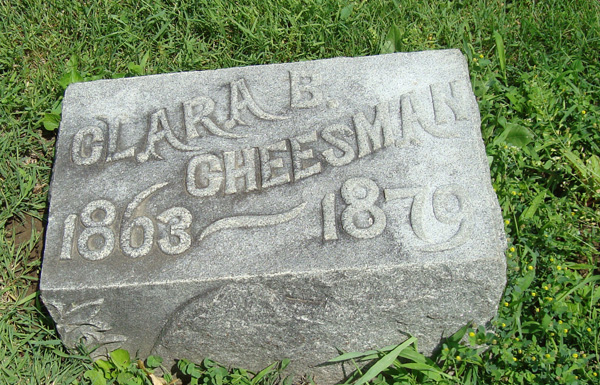 CLARA B.
CHEESMAN
1863 ~ 1879